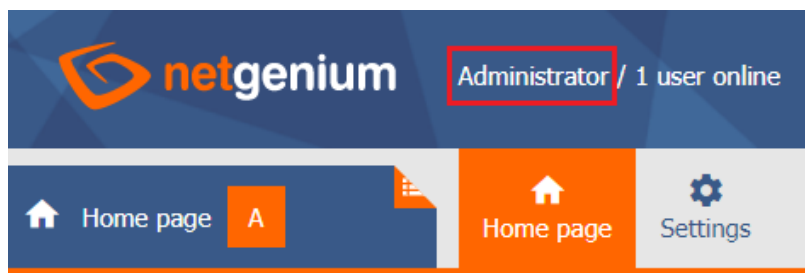 netgenium
Administrator / 1 user online
Home page A
Home page
Settings